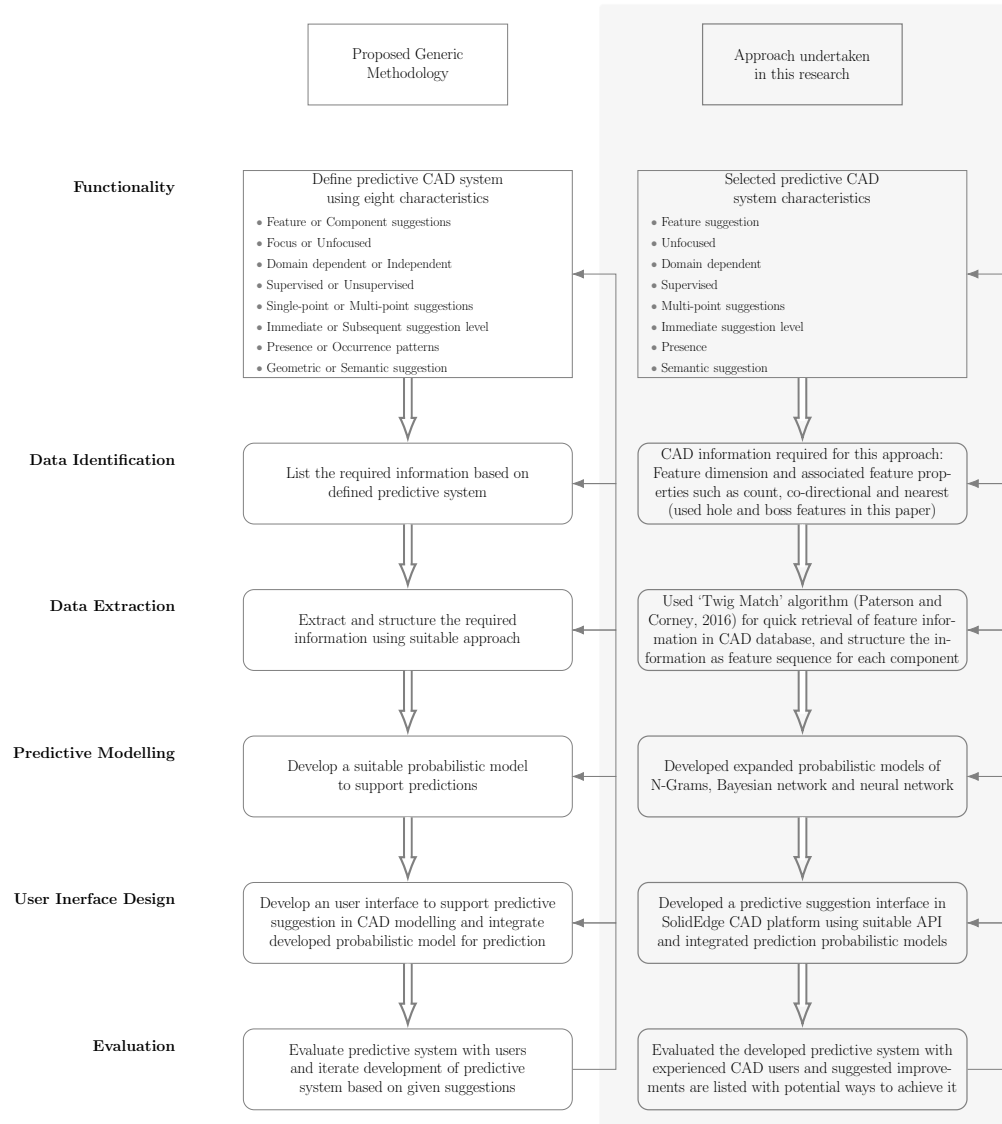 Proposed Generic
Methodology
Approach undertaken
in this research
Functionality
Define predictive CAD system
using eight characteristics
• Feature or Component suggestions
• Focus or Unfocused
• Domain dependent or Independent
• Supervised or Unsupervised
• Single-point or Multi-point suggestions
• Immediate or Subsequent suggestion level
• Presence or Occurrence patterns
• Geometric or Semantic suggestion
Selected predictive CAD
system characteristics
• Feature suggestion
• Unfocused
• Domain dependent
• Supervised
• Multi-point suggestions
• Immediate suggestion level
• Presence
• Semantic suggestion
Data Identification
List the required information based on
defined predictive system
CAD information required for this approach:
Feature dimension and associated feature prop-
erties such as count, co-directional and nearest
(used hole and boss features in this paper)
Data Extraction
Extract and structure the required
information using suitable approach
Used ‘Twig Match’ algorithm (Paterson and
Corney, 2016) for quick retrieval of feature infor-
mation in CAD database, and structure the in-
formation as feature sequence for each component
Predictive Modelling
Develop a suitable probabilistic model
to support predictions
Developed expanded probabilistic models of
N-Grams, Bayesian network and neural network
User Inerface Design
Develop an user interface to support predictive
suggestion in CAD modelling and integrate
developed probabilistic model for prediction
Developed a predictive suggestion interface in
SolidEdge CAD platform using suitable API
and integrated prediction probabilistic models
Evaluation
Evaluate predictive system with users
and iterate development of predictive
system based on given suggestions
Evaluated the developed predictive system with
experienced CAD users and suggested improve-
ments are listed with potential ways to achieve it